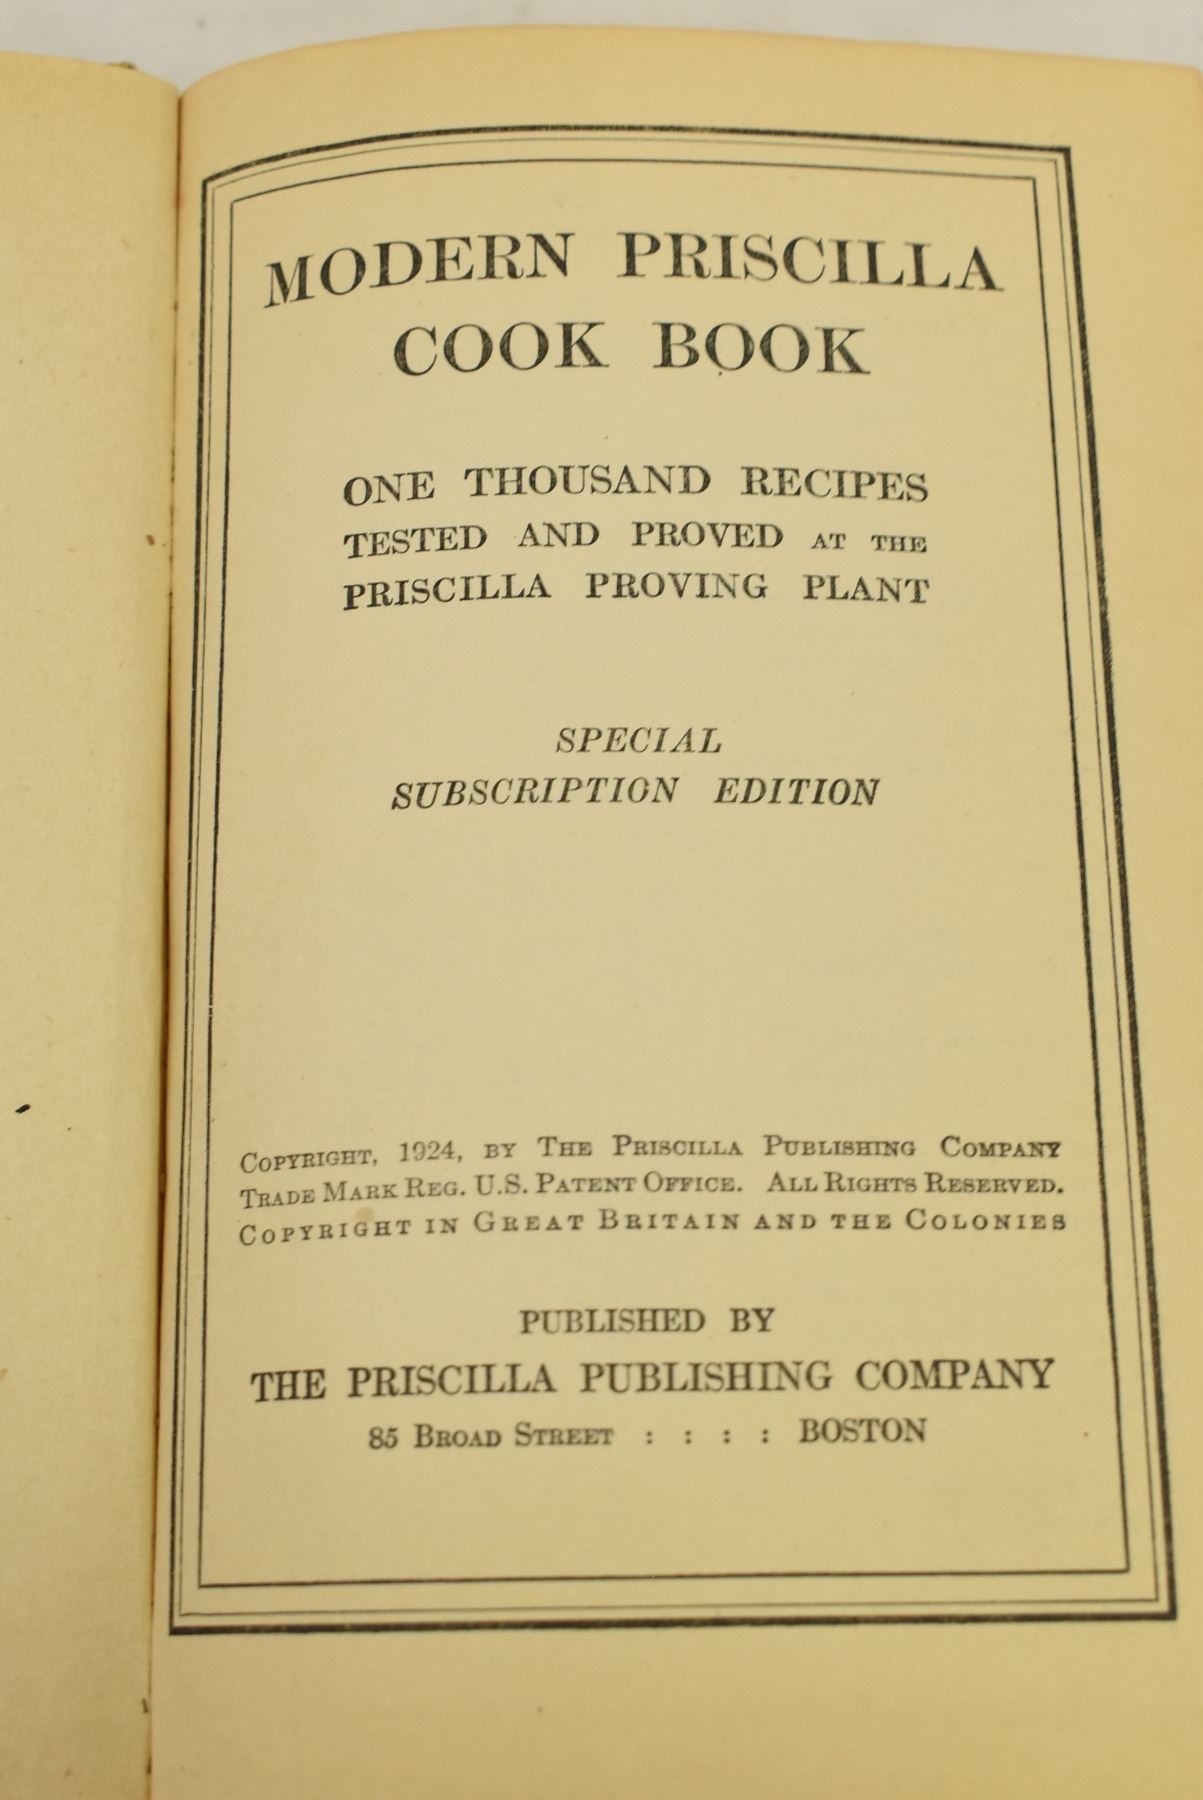 MODERN PRISCILLA
COOK BOOK
ONE THOUSAND RECIPES
TESTED AND PROVED AT THE
PRISCILLA PROVING PLANT
SPECIAL
SUBSCRIPTION EDITION
COPYRIGHT, 1924, BY THE PRISCILLA PUBLISHING COMPANY
TRADE MARK REG. U.S. PATENT OFFICE. ALL RIGHTS RESERVED.
COPYRIGHT IN GREAT BRITAIN AND THE COLONIES
PUBLISHED BY
THE PRISCILLA PUBLISHING COMPANY
85 BROAD STREET : : : : BOSTON